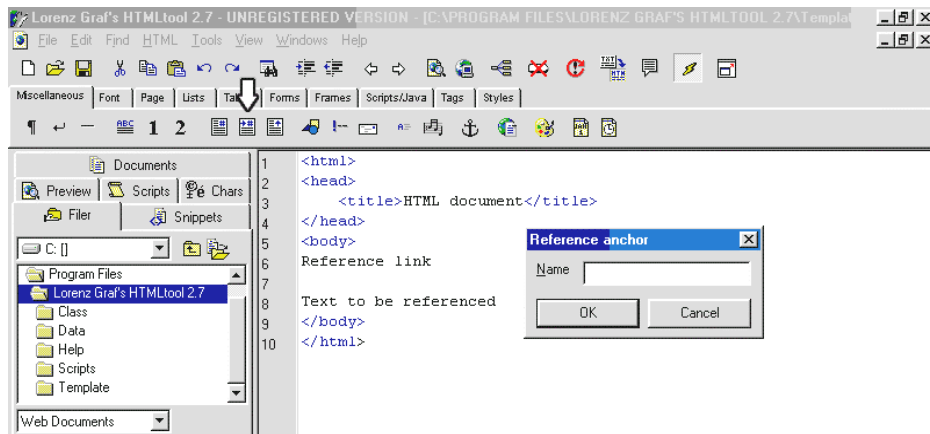 Lorenz Graf's HTMLtool 2.7 - UNREGISTERED VERSION - [C:\PROGRAM FILES\LORENZ GRAF'S HTMLTOOL 2.7\Templat
File Edit Find HTML Tools View Windows Help
Miscellaneous Font Page Lists Forms Frames Scripts/Java Tags Styles
ABC 1 2
Documents
Preview Scripts Chars
Filer Snippets
C: []
Program Files
Lorenz Graf's HTMLtool 2.7
Class
Data
Help
Scripts
Template
Web Documents
1 <html>
2 <head>
3 <title>HTML document</title>
4 </head>
5 <body>
6 Reference link
7
8 Text to be referenced
9 </body>
10 </html>
Reference anchor
Name
OK Cancel